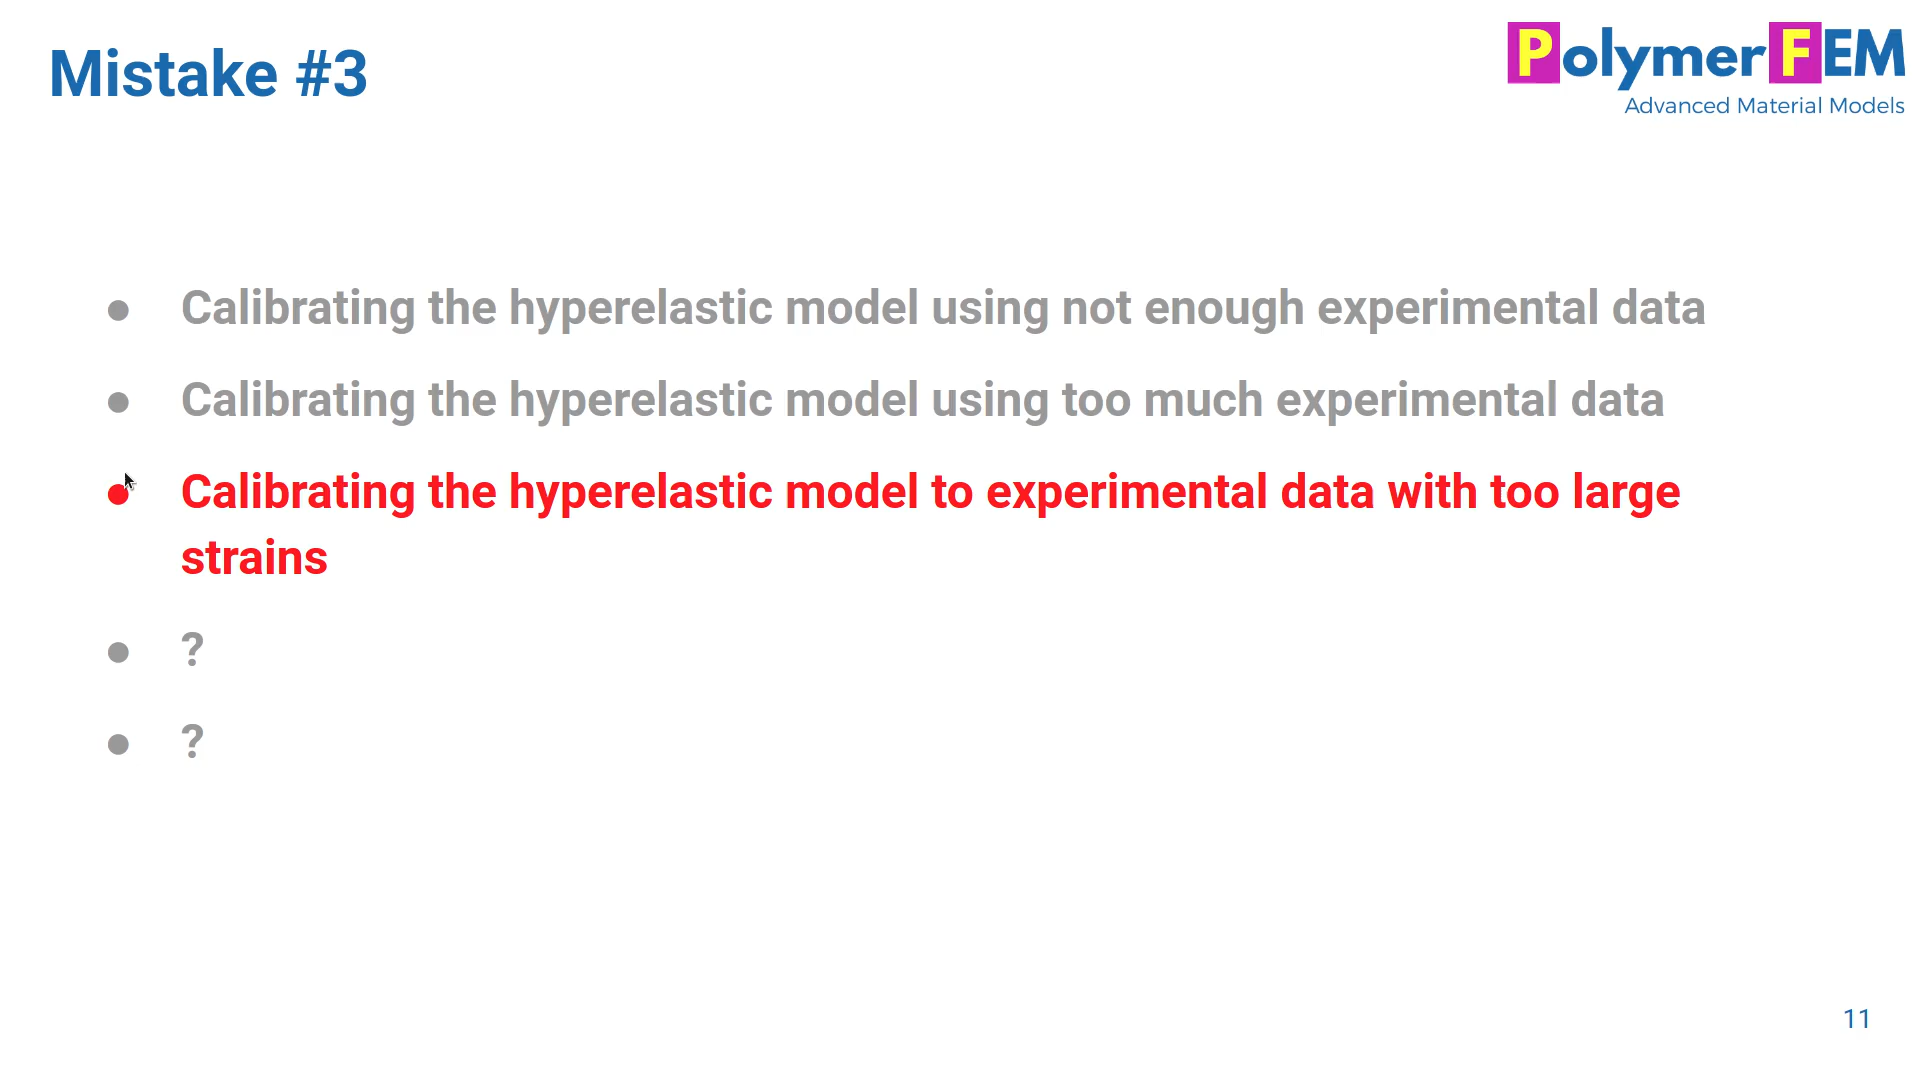 Mistake #3
PolymerFEM
Advanced Material Models
● Calibrating the hyperelastic model using not enough experimental data
● Calibrating the hyperelastic model using too much experimental data
● Calibrating the hyperelastic model to experimental data with too large
strains
● ?
● ?
11